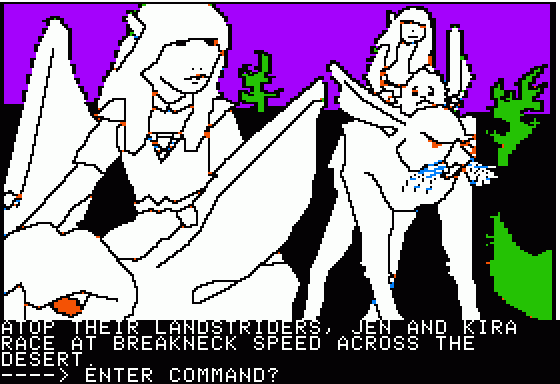 ATOP THEIR LANDSTRIDERS, JEN AND KIRA
RACE AT BREAKNECK SPEED ACROSS THE
DESERT.
----> ENTER COMMAND?